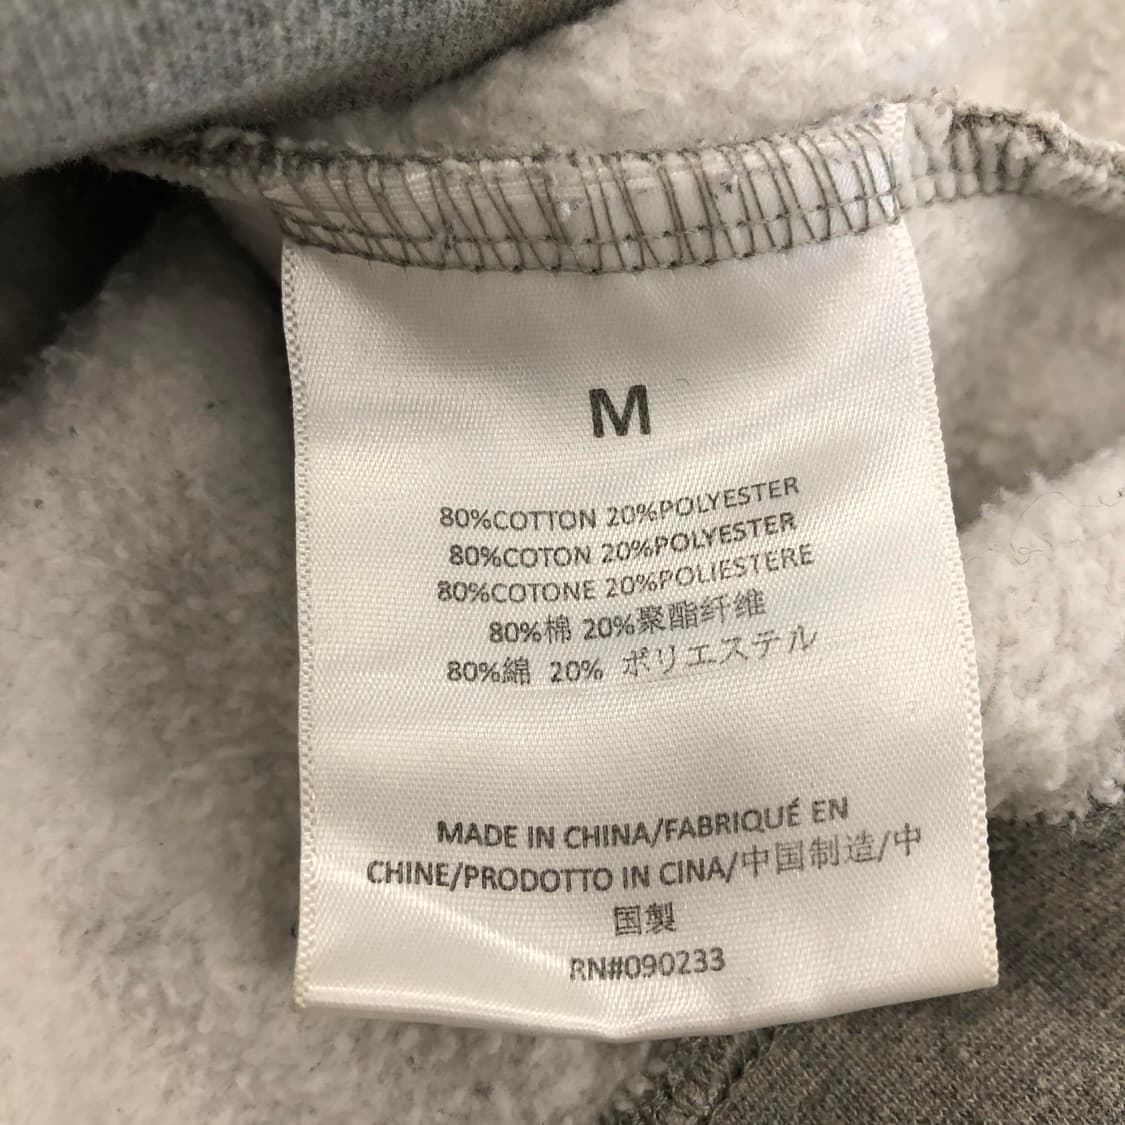 M
80%COTTON 20%POLYESTER
80%COTON 20%POLYESTER
80%COTONE 20%POLIESTERE
80%棉 20%聚酯纤维
80%綿 20% ポリエステル
MADE IN CHINA/FABRIQUÉ EN
CHINE/PRODOTTO IN CINA/中国制造/中
国製
RN#090233